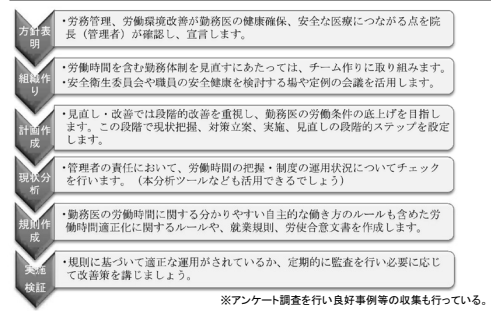 方針表
明
・労務管理、労働環境改善が勤務医の健康確保、安全な医療につながる点を院
長（管理者）が確認し、宣言します。
組織作
り
・労働時間を含む勤務体制を見直すにあたっては、チーム作りに取り組みます。
・安全衛生委員会や職員の安全健康を検討する場や定例の会議を活用します。
計画作
成
・見直し・改善では段階的改善を重視し、勤務医の労働条件の底上げを目指し
ます。この段階で現状把握、対策立案、実施、見直しの段階的ステップを設定
します。
現状分
析
・管理者の責任において、労働時間の把握・制度の運用状況についてチェック
を行います。（本分析ツールなども活用できるでしょう）
規則作
成
・勤務医の労働時間に関する分かりやすい自主的な働き方のルールも含めた労
働時間適正化に関するルールや、就業規則、労使合意文書を作成します。
実施
検証
・規則に基づいて適正な運用がされているか、定期的に監査を行い必要に応じ
て改善策を講じましょう。
※アンケート調査を行い良好事例等の収集も行っている。